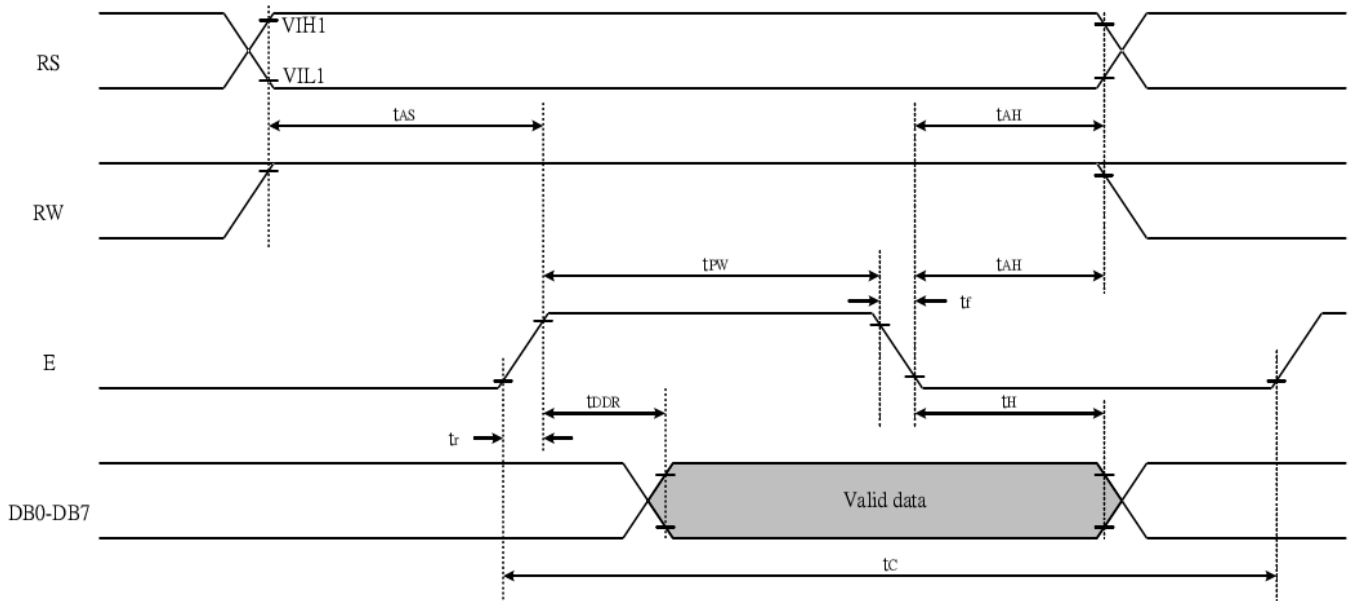 VIH1
RS
VIL1
tAS tAH
RW
tPW tAH
tf
E
tDDR tH
tr
Valid data
DB0-DB7
tC